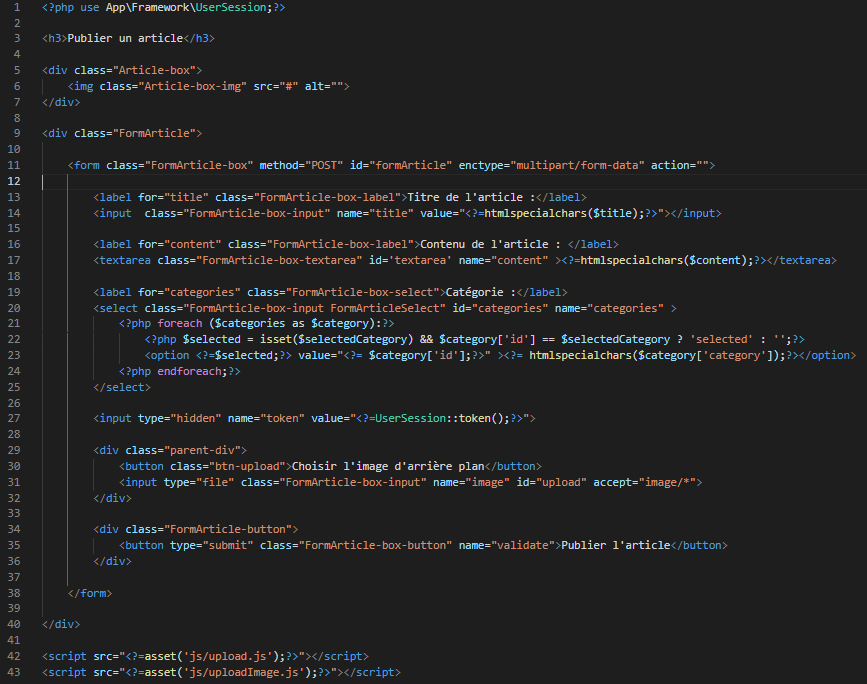 1 <?php use App\Framework\UserSession;?>
2
3 <h3>Publier un article</h3>
4
5 <div class="Article-box">
6     <img class="Article-box-img" src="#" alt="">
7 </div>
8
9 <div class="FormArticle">
10
11     <form class="FormArticle-box" method="POST" id="formArticle" enctype="multipart/form-data" action="">
12
13         <label for="title" class="FormArticle-box-label">Titre de l'article :</label>
14         <input  class="FormArticle-box-input" name="title" value="<?=htmlspecialchars($title);?>"></input>
15
16         <label for="content" class="FormArticle-box-label">Contenu de l'article : </label>
17         <textarea class="FormArticle-box-textarea" id='textarea' name="content" ><?=htmlspecialchars($content);?></textarea>
18
19         <label for="categories" class="FormArticle-box-select">Catégorie :</label>
20         <select class="FormArticle-box-input FormArticleSelect" id="categories" name="categories" >
21             <?php foreach ($categories as $category):?>
22                 <?php $selected = isset($selectedCategory) && $category['id'] == $selectedCategory ? 'selected' : '';?>
23                 <option <?=$selected;?> value="<?= $category['id'];?>" ><?= htmlspecialchars($category['category']);?></option>
24             <?php endforeach;?>
25         </select>
26
27         <input type="hidden" name="token" value="<?=UserSession::token();?>">
28
29         <div class="parent-div">
30             <button class="btn-upload">Choisir l'image d'arrière plan</button>
31             <input type="file" class="FormArticle-box-input" name="image" id="upload" accept="image/*">
32         </div>
33
34         <div class="FormArticle-button">
35             <button type="submit" class="FormArticle-box-button" name="validate">Publier l'article</button>
36         </div>
37
38     </form>
39
40 </div>
41
42 <script src="<?=asset('js/upload.js');?>"></script>
43 <script src="<?=asset('js/uploadImage.js');?>"></script>